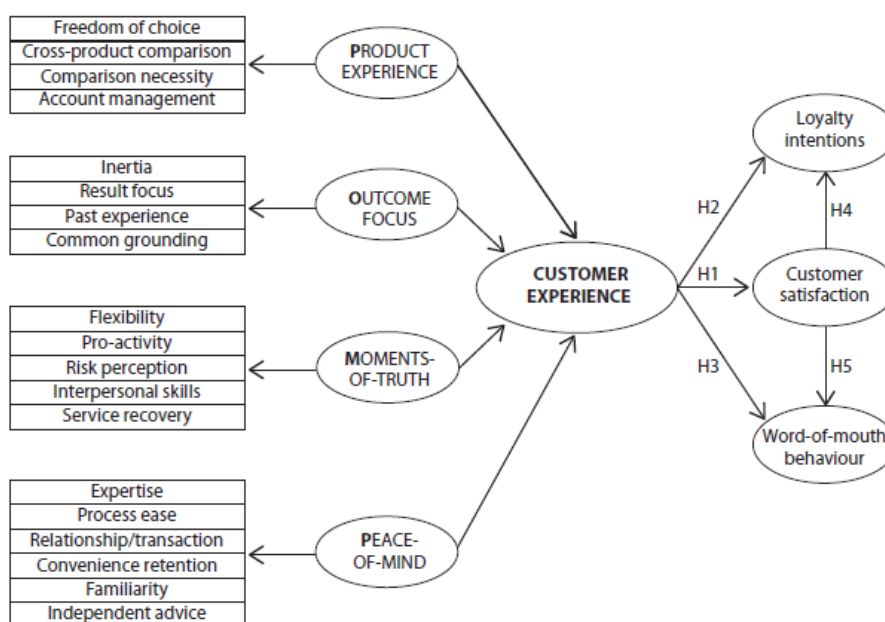 Freedom of choice
Cross-product comparison
Comparison necessity
Account management
PRODUCT
EXPERIENCE
Inertia
Result focus
Past experience
Common grounding
OUTCOME
FOCUS
Flexibility
Pro-activity
Risk perception
Interpersonal skills
Service recovery
MOMENTS-
OF-TRUTH
Expertise
Process ease
Relationship/transaction
Convenience retention
Familiarity
Independent advice
PEACE-
OF-MIND
CUSTOMER
EXPERIENCE
H2
H1
H3
Loyalty
intentions
H4
Customer
satisfaction
H5
Word-of-mouth
behaviour